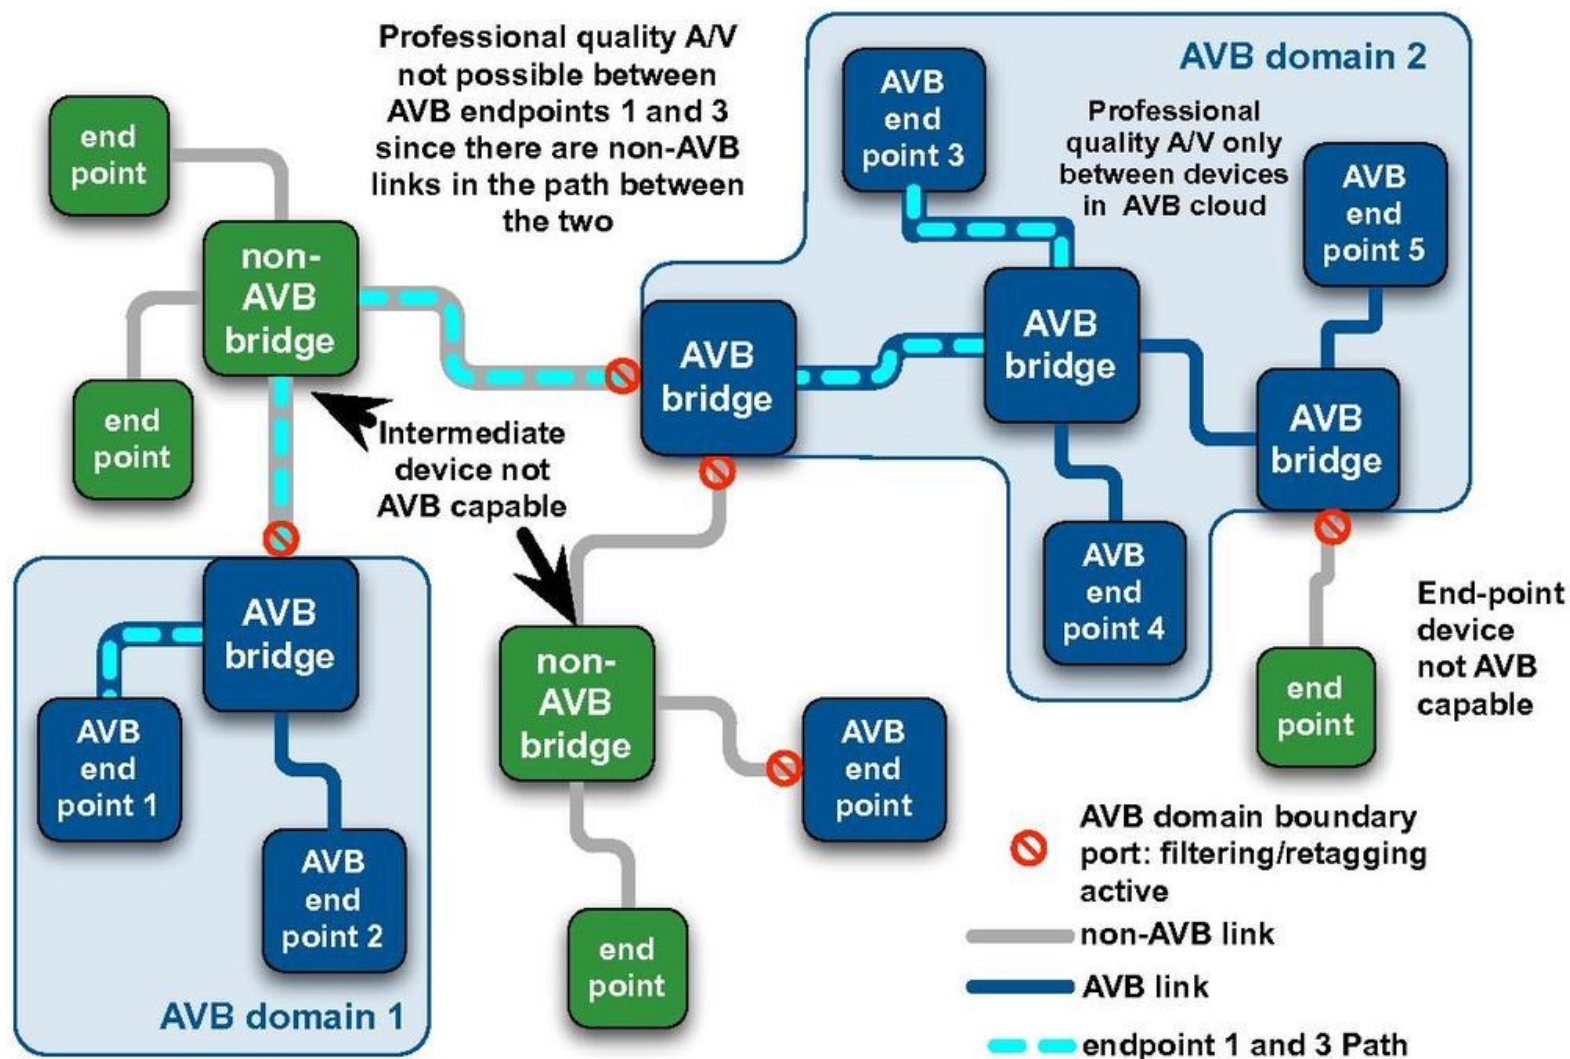 Professional quality A/V
not possible between
AVB endpoints 1 and 3
since there are non-AVB
links in the path between
the two
AVB domain 2
AVB
end
point 3
Professional
quality A/V only
between devices
in AVB cloud
AVB
end
point 5
end
point
non-
AVB
bridge
AVB
bridge
AVB
bridge
AVB
bridge
end
point
Intermediate
device not
AVB capable
AVB
end
point 4
AVB
bridge
End-point
device
not AVB
capable
non-
AVB
bridge
end
point
AVB
end
point 1
AVB
end
point
AVB
end
point 2
end
point
AVB domain 1
AVB domain boundary
port: filtering/retagging
active
non-AVB link
AVB link
endpoint 1 and 3 Path